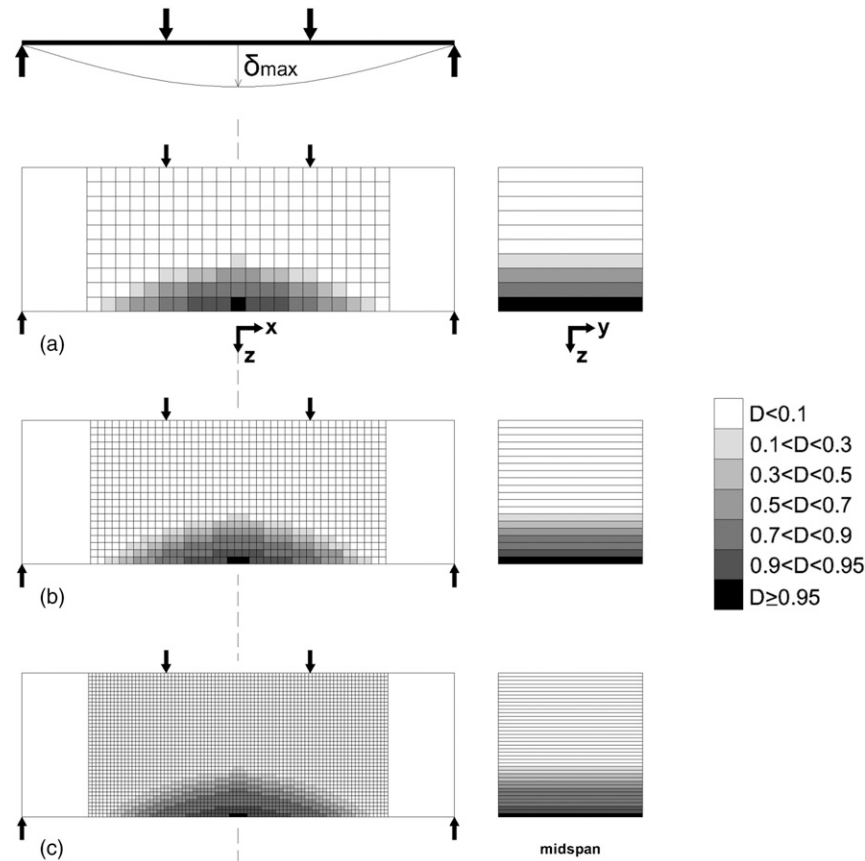 δmax
x
z
y
z
(a)
D<0.1
0.1<D<0.3
0.3<D<0.5
0.5<D<0.7
0.7<D<0.9
0.9<D<0.95
D≥0.95
(b)
(c)
midspan